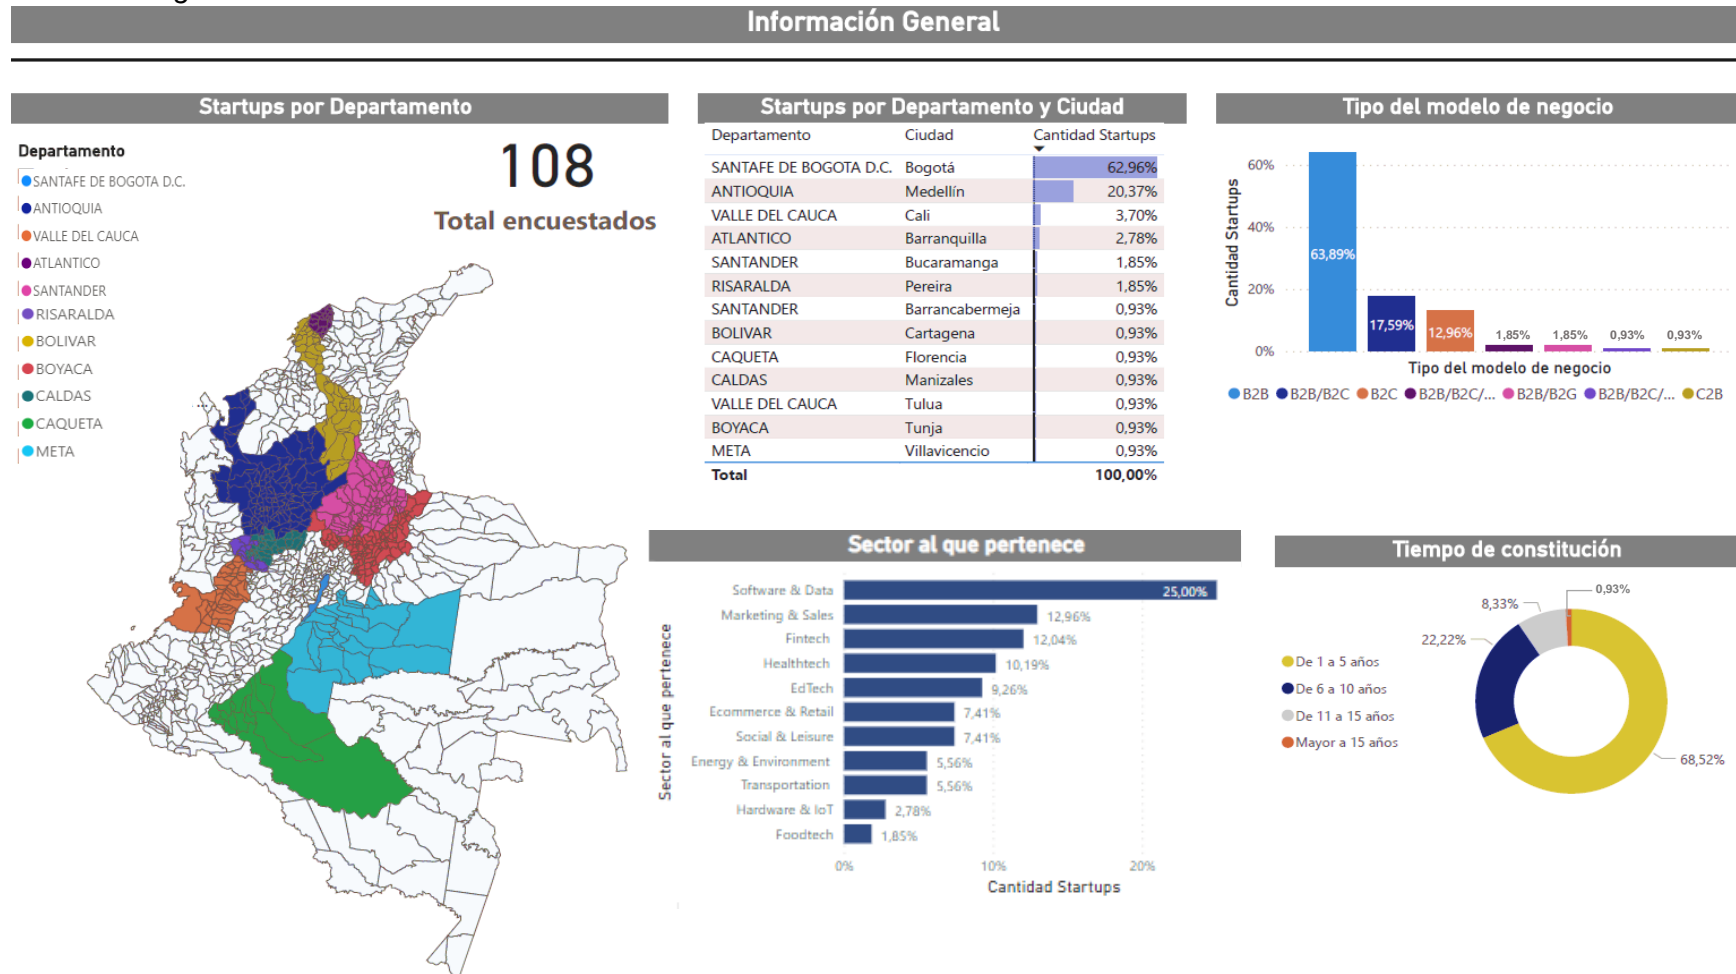 Información General
Startups por Departamento
Departamento
SANTAFE DE BOGOTA D.C.
ANTIOQUIA
VALLE DEL CAUCA
ATLANTICO
SANTANDER
RISARALDA
BOLIVAR
BOYACA
CALDAS
CAQUETA
META
108
Total encuestados
Startups por Departamento y Ciudad
Departamento Ciudad Cantidad Startups
SANTAFE DE BOGOTA D.C. Bogotá 62,96%
ANTIOQUIA Medellín 20,37%
VALLE DEL CAUCA Cali 3,70%
ATLANTICO Barranquilla 2,78%
SANTANDER Bucaramanga 1,85%
RISARALDA Pereira 1,85%
SANTANDER Barrancabermeja 0,93%
BOLIVAR Cartagena 0,93%
CAQUETA Florencia 0,93%
CALDAS Manizales 0,93%
VALLE DEL CAUCA Tulua 0,93%
BOYACA Tunja 0,93%
META Villavicencio 0,93%
Total 100,00%
Tipo del modelo de negocio
Cantidad Startups
60%
40%
20%
0%
63,89%
17,59%
12,96%
1,85%
1,85%
0,93%
0,93%
Tipo del modelo de negocio
B2B B2B/B2C B2C B2B/B2C/... B2B/B2G B2B/B2C/... C2B
Sector al que pertenece
Sector al que pertenece
Software & Data 25,00%
Marketing & Sales 12,96%
Fintech 12,04%
Healthtech 10,19%
EdTech 9,26%
Ecommerce & Retail 7,41%
Social & Leisure 7,41%
Energy & Environment 5,56%
Transportation 5,56%
Hardware & IoT 2,78%
Foodtech 1,85%
0% 10% 20%
Cantidad Startups
Tiempo de constitución
De 1 a 5 años
De 6 a 10 años
De 11 a 15 años
Mayor a 15 años
0,93%
8,33%
22,22%
68,52%